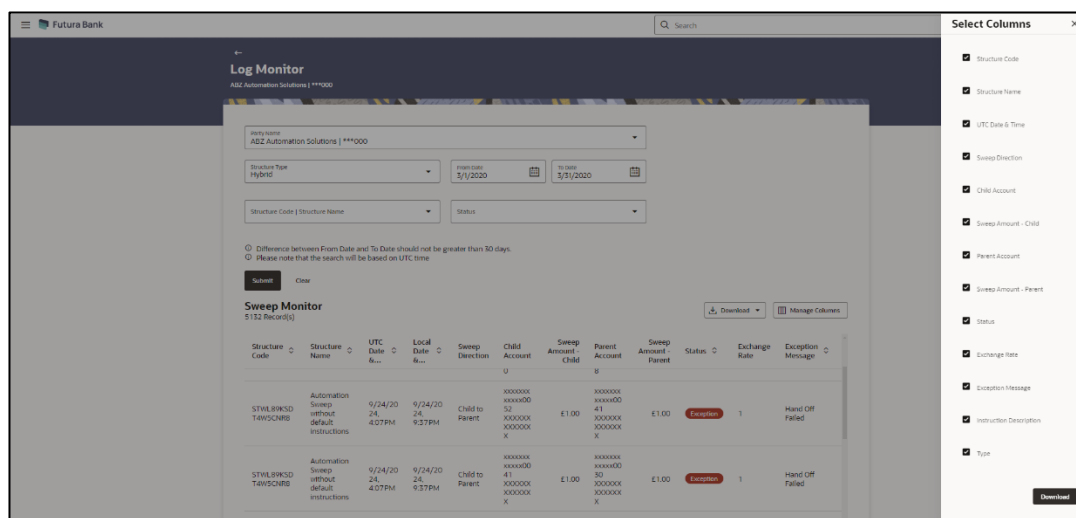 Futura Bank
Search
Log Monitor
ABZ Automation Solutions | ***000
Party Name
ABZ Automation Solutions | ***000
Structure Type
Hybrid
From Date
3/1/2020
To Date
3/31/2020
Structure Code | Structure Name
Status
Difference between From Date and To Date should not be greater than 30 days.
Please note that the search will be based on UTC time
Submit
Clear
Sweep Monitor
5132 Record(s)
Download
Manage Columns
Structure Code
Structure Name
UTC Date &...
Local Date &...
Sweep Direction
Child Account
Sweep Amount - Child
Parent Account
Sweep Amount - Parent
Status
Exchange Rate
Exception Message
0
8
STWL89KSD
T4W5CNRB
Automation
Sweep
without
default
instructions
9/24/20
24,
4:07PM
9/24/20
24,
9:37PM
Child to
Parent
xxxxxxx
xxxxx00
52
XXXXXX
XXXXXX
X
£1.00
xxxxxxx
xxxxx00
41
XXXXXX
XXXXXX
X
£1.00
Exception
1
Hand Off
Failed
STWL89KSD
T4W5CNRB
Automation
Sweep
without
default
instructions
9/24/20
24,
4:07PM
9/24/20
24,
9:37PM
Child to
Parent
xxxxxxx
xxxxx00
41
XXXXXX
XXXXXX
X
£1.00
xxxxxxx
xxxxx00
30
XXXXXX
XXXXXX
X
£1.00
Exception
1
Hand Off
Failed
Select Columns
Structure Code
Structure Name
UTC Date & Time
Sweep Direction
Child Account
Sweep Amount - Child
Parent Account
Sweep Amount - Parent
Status
Exchange Rate
Exception Message
Instruction Description
Type
Download